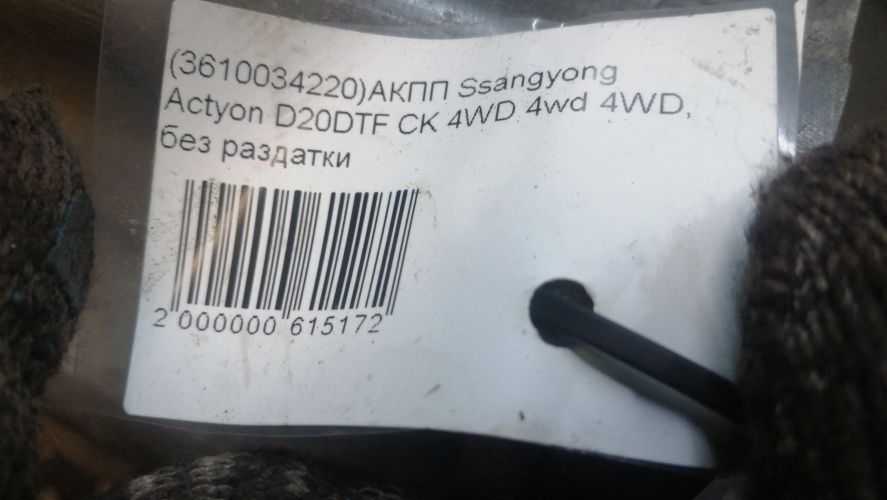 (3610034220)АКПП Ssangyong
Actyon D20DTF CK 4WD 4wd 4WD,
без раздатки
2 000000 615172